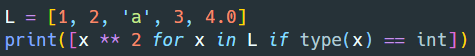 L = [1, 2, 'a', 3, 4.0]
print([x ** 2 for x in L if type(x) == int])